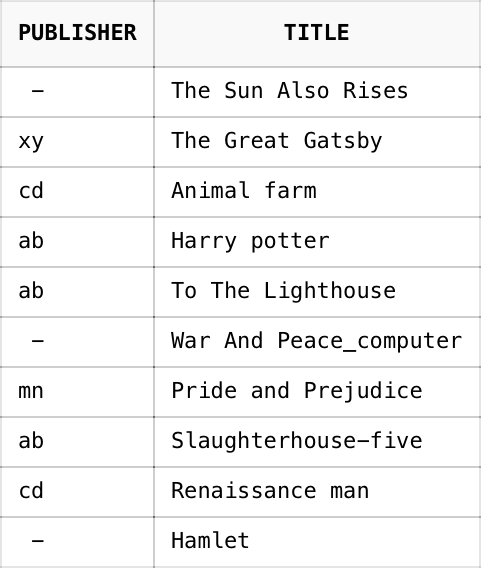 PUBLISHER TITLE
– The Sun Also Rises
xy The Great Gatsby
cd Animal farm
ab Harry potter
ab To The Lighthouse
– War And Peace_computer
mn Pride and Prejudice
ab Slaughterhouse–five
cd Renaissance man
– Hamlet